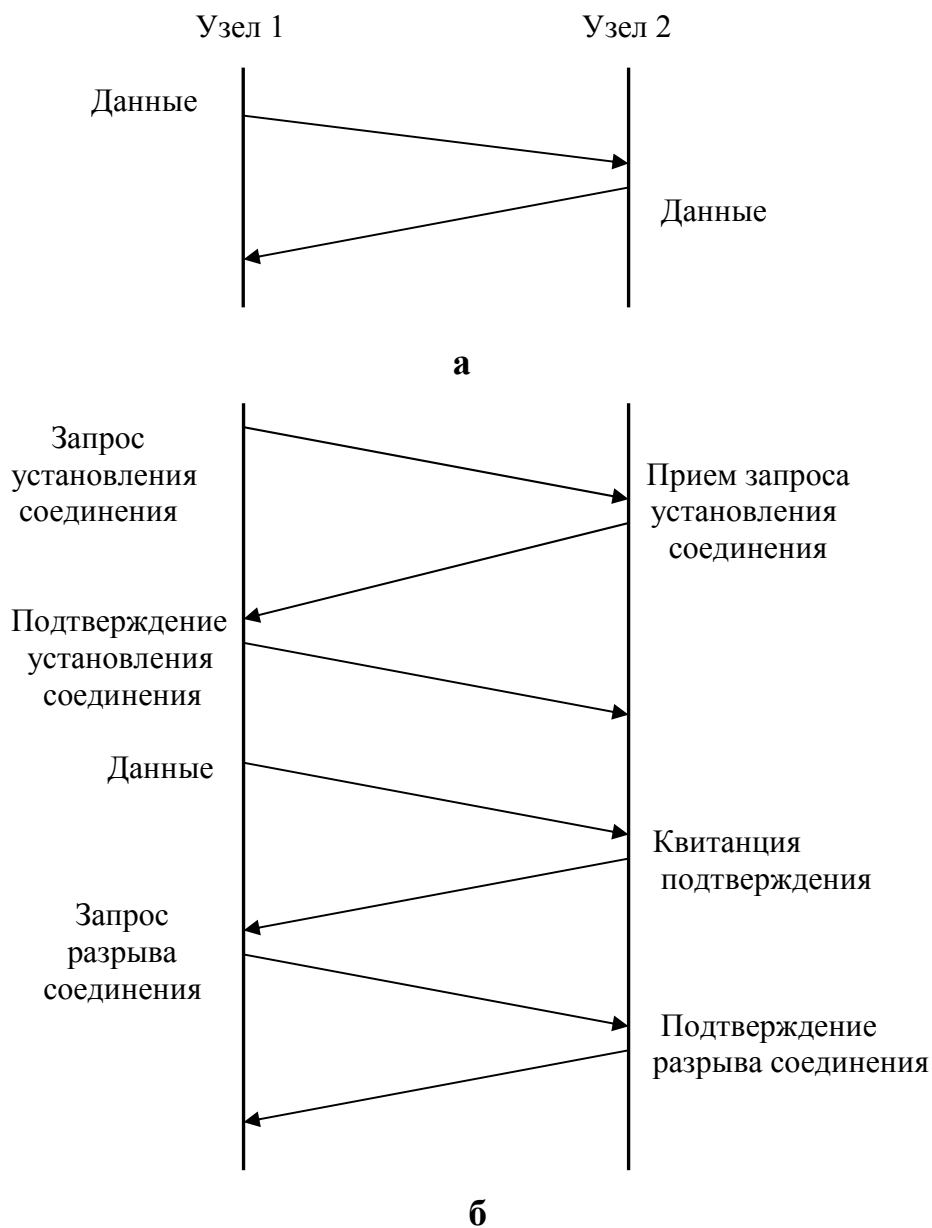 Узел 1
Узел 2
Данные
Данные
а
Запрос
установления
соединения
Прием запроса
установления
соединения
Подтверждение
установления
соединения
Данные
Квитанция
подтверждения
Запрос
разрыва
соединения
Подтверждение
разрыва соединения
б